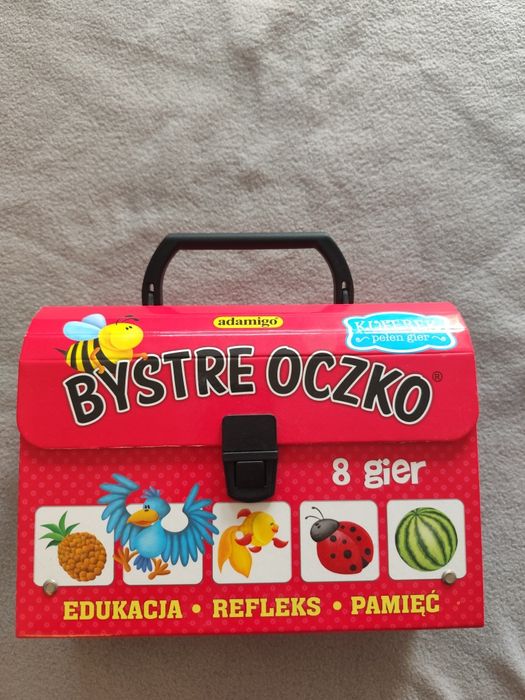 adamigo
KUFEREK
pełen gier
BYSTRE OCZKO®
8 gier
EDUKACJA • REFLEKS • PAMIĘĆ